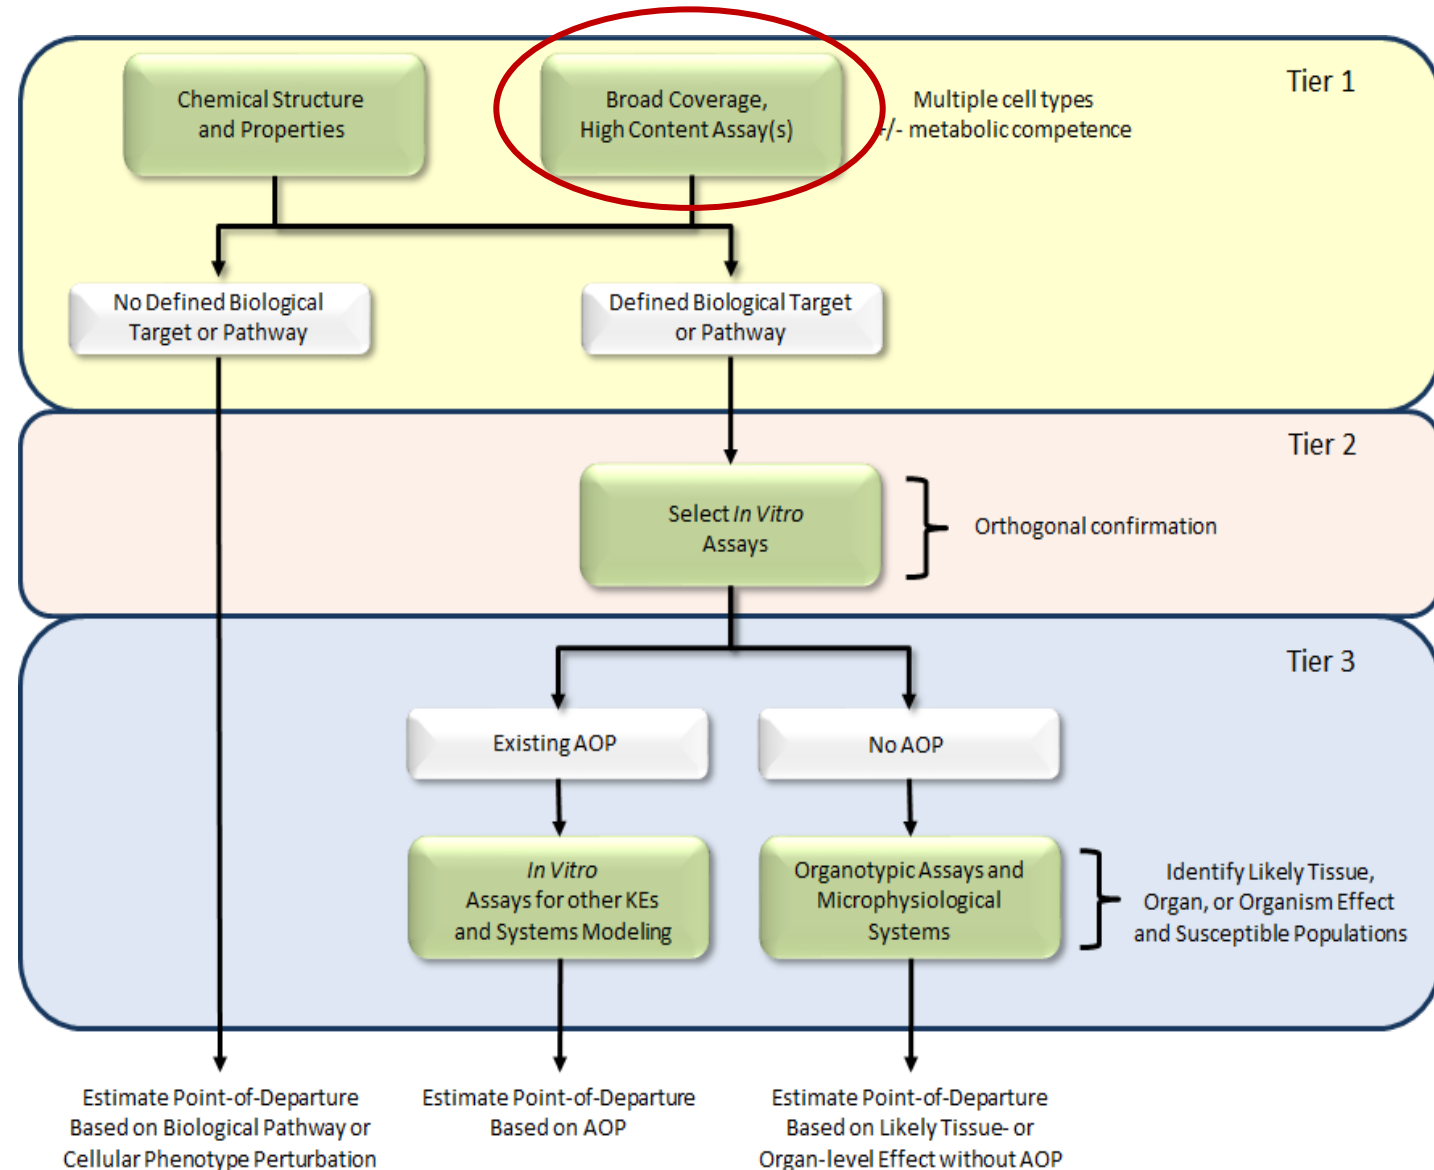 Tier 1
Chemical Structure
and Properties
Broad Coverage,
High Content Assay(s)
Multiple cell types
+/- metabolic competence
No Defined Biological
Target or Pathway
Defined Biological Target
or Pathway
Tier 2
Select In Vitro
Assays
Orthogonal confirmation
Tier 3
Existing AOP
No AOP
In Vitro
Assays for other KEs
and Systems Modeling
Organotypic Assays and
Microphysiological
Systems
Identify Likely Tissue,
Organ, or Organism Effect
and Susceptible Populations
Estimate Point-of-Departure
Based on Biological Pathway or
Cellular Phenotype Perturbation
Estimate Point-of-Departure
Based on AOP
Estimate Point-of-Departure
Based on Likely Tissue- or
Organ-level Effect without AOP